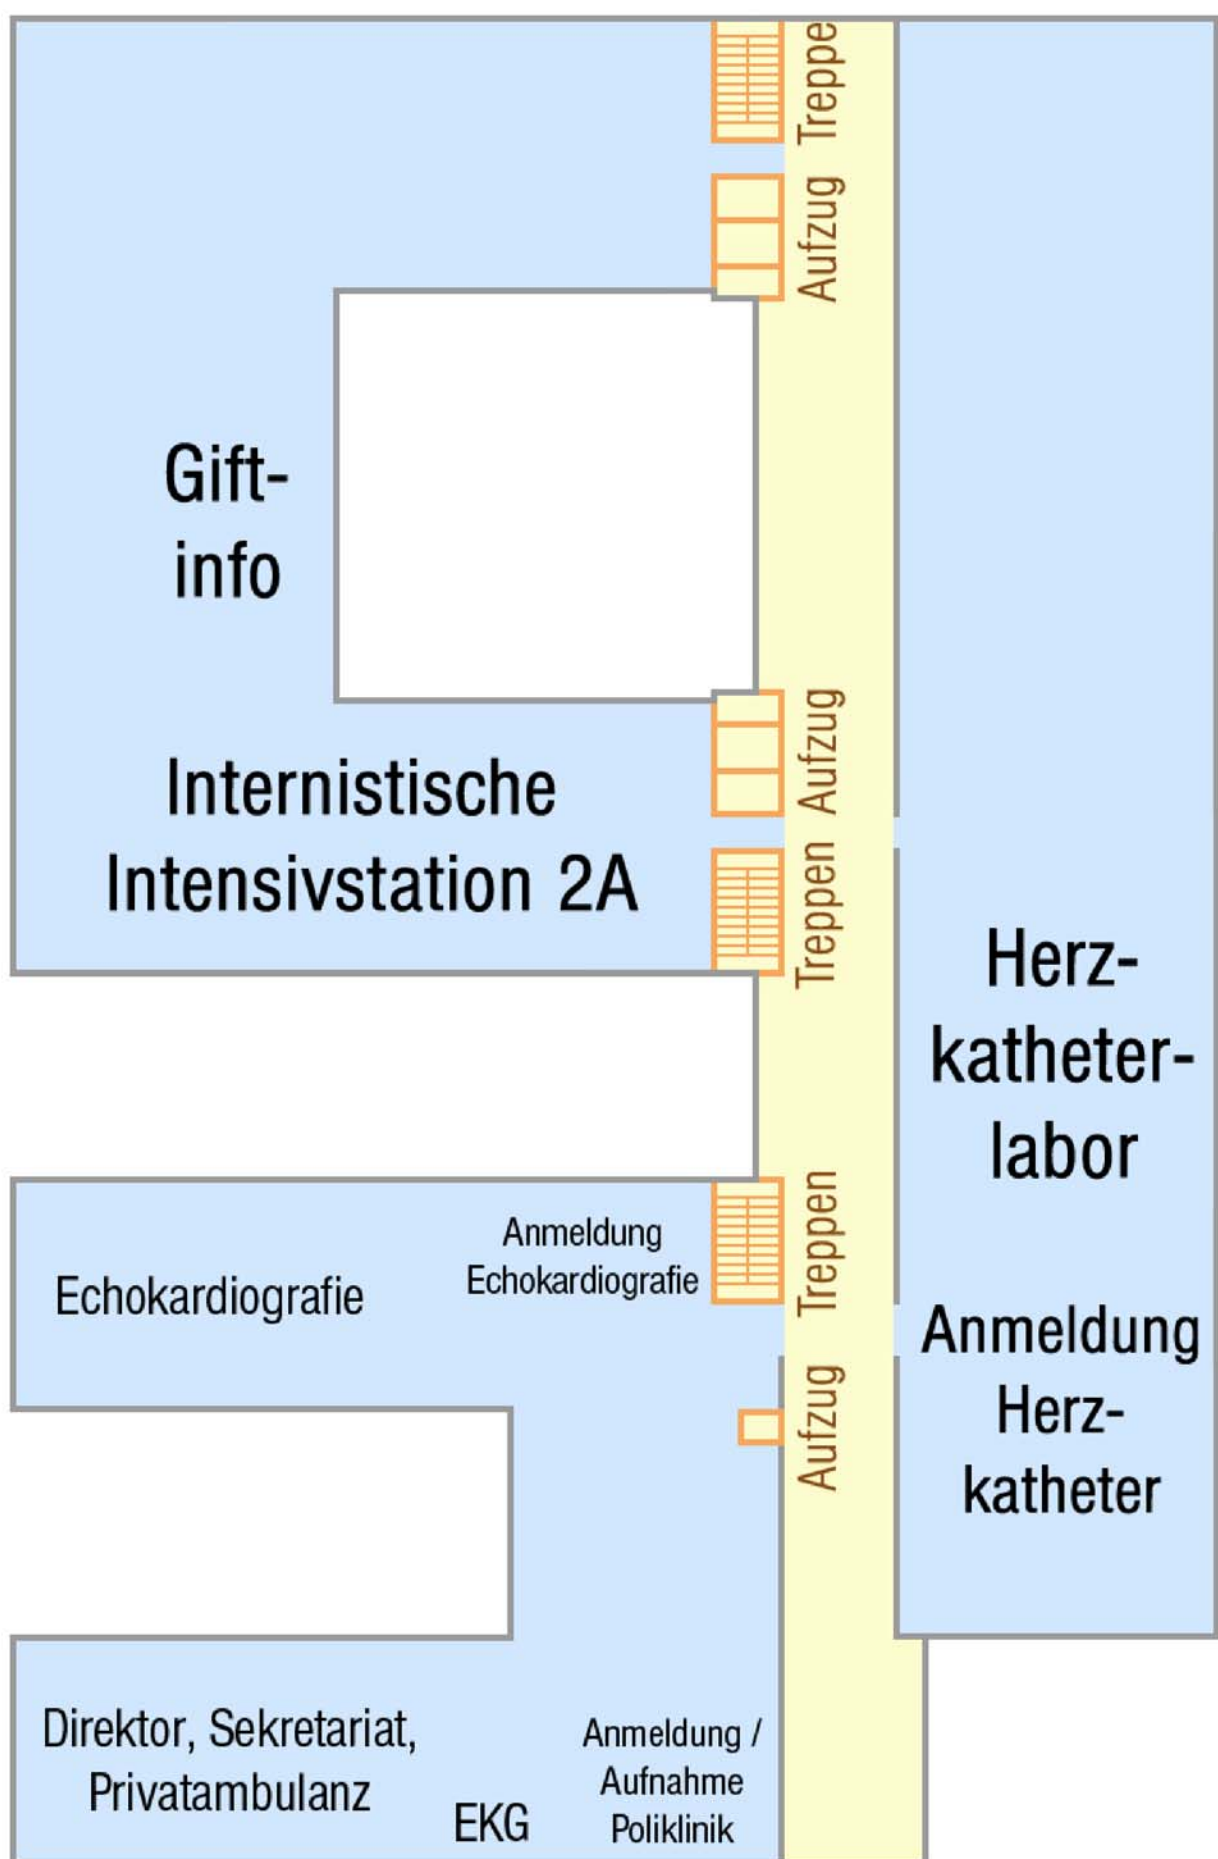 Treppe
Aufzug
Gift-
info
Aufzug
Internistische
Intensivstation 2A
Treppen
Herz-
katheter-
labor
Treppen
Anmeldung
Echokardiografie
Echokardiografie
Anmeldung
Herz-
katheter
Aufzug
Direktor, Sekretariat,
Privatambulanz
EKG
Anmeldung /
Aufnahme
Poliklinik